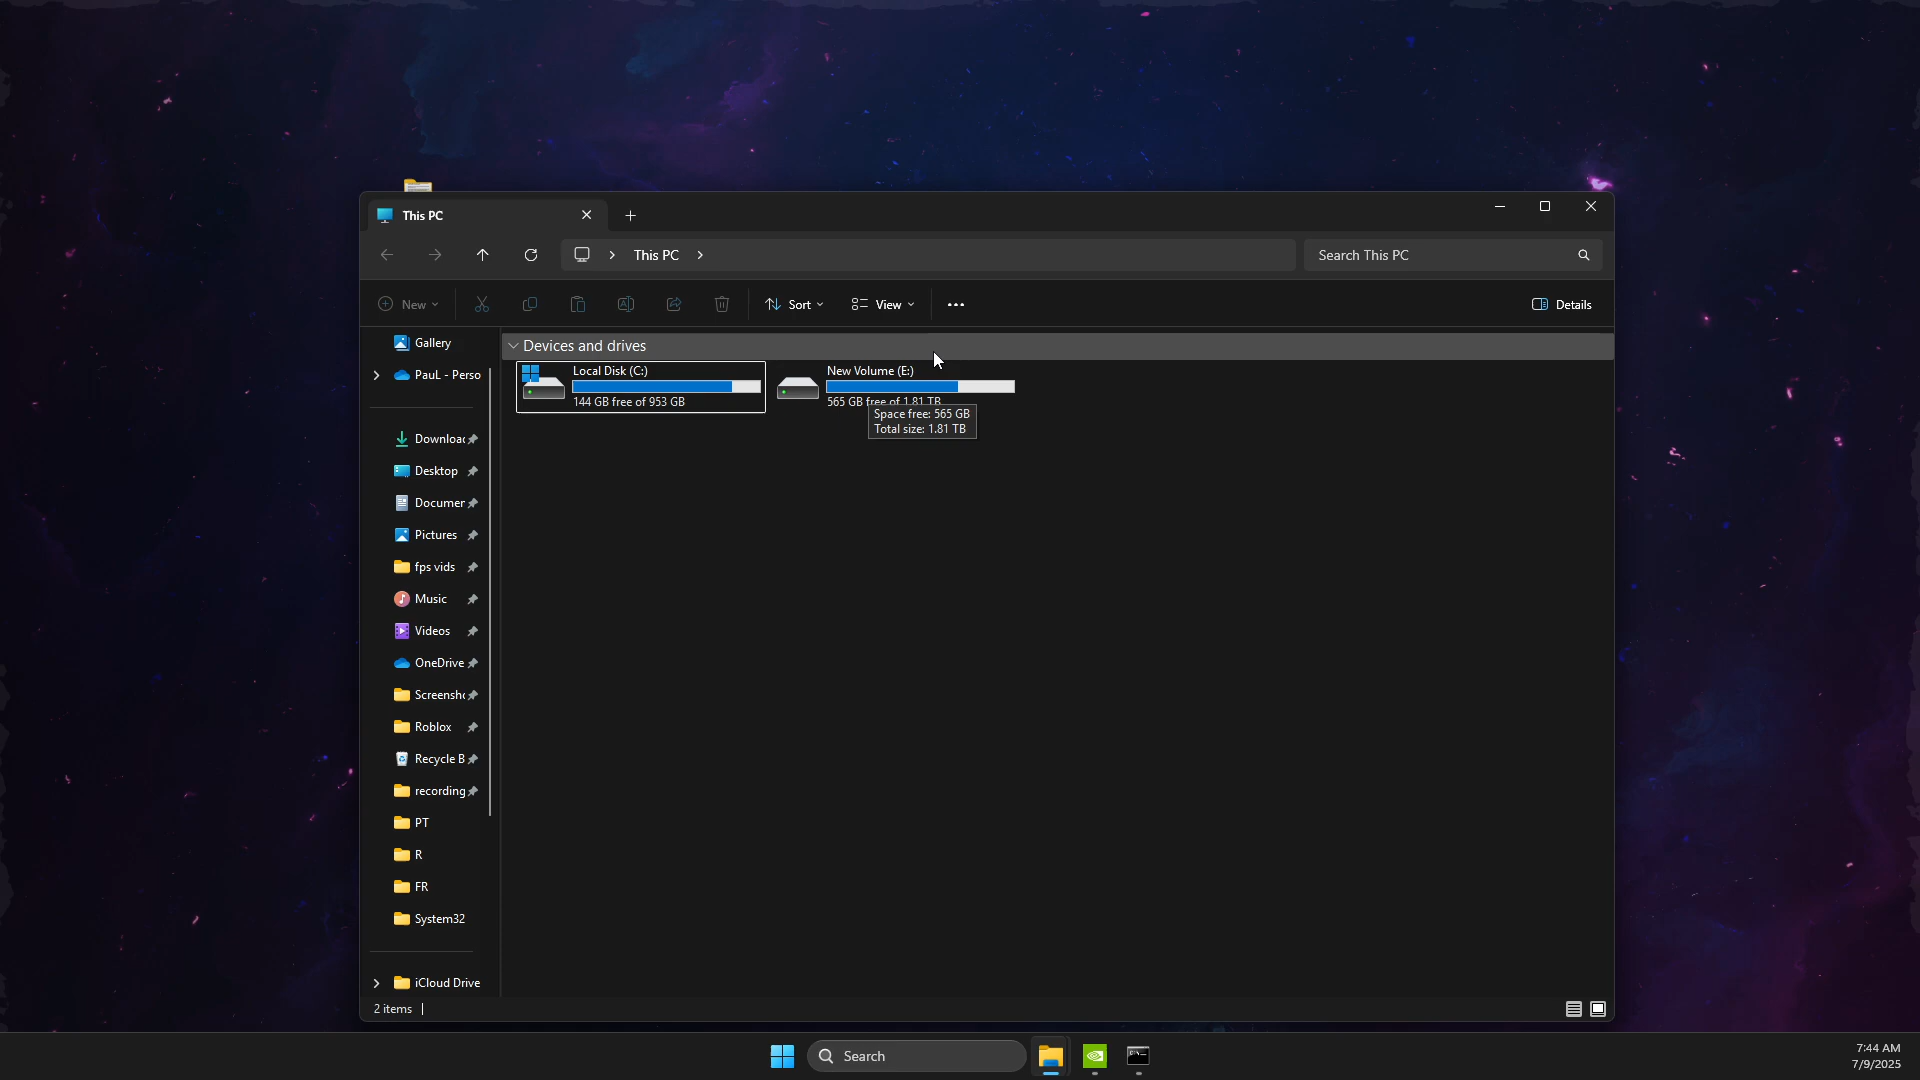 This PC
This PC
Search This PC
New
Sort
View
Details
Gallery
PauL - Perso
Downloac
Desktop
Documer
Pictures
fps vids
Music
Videos
OneDrive
Screensho
Roblox
Recycle B
recording
PT
R
FR
System32
iCloud Drive
Devices and drives
Local Disk (C:)
144 GB free of 953 GB
New Volume (E:)
565 GB free of 1.81 TB
Space free: 565 GB
Total size: 1.81 TB
2 items
Search
7:44 AM
7/9/2025